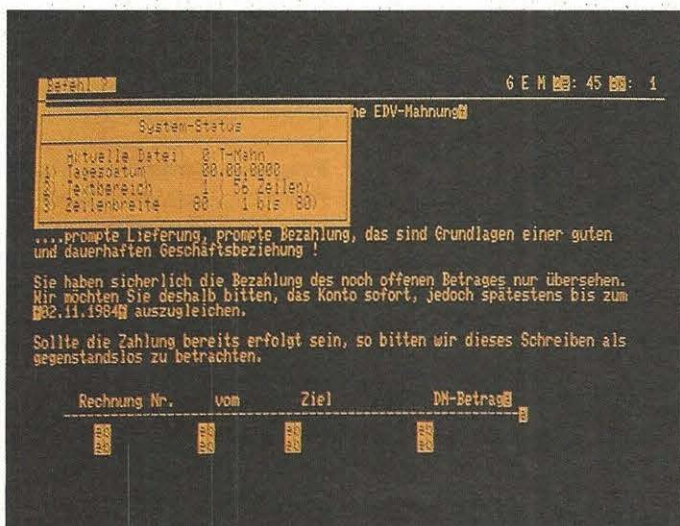 Befehl ? G E M : 45 : 1
he EDV-Mahnung
System-Status
Aktuelle Datei 0 T-Mahn
1) Tagesdatum 00.00.0000
2) Textbereich 1 ( 56 Zeilen)
3) Zeilenbreite 80 ( 1 bis 80)
....prompte Lieferung, prompte Bezahlung, das sind Grundlagen einer guten
und dauerhaften Geschäftsbeziehung !
Sie haben sicherlich die Bezahlung des noch offenen Betrages nur übersehen.
Wir möchten Sie deshalb bitten, das Konto sofort, jedoch spätestens bis zum
02.11.1984 auszugleichen.
Sollte die Zahlung bereits erfolgt sein, so bitten wir dieses Schreiben als
gegenstandslos zu betrachten.
Rechnung Nr. vom Ziel DM-Betrag